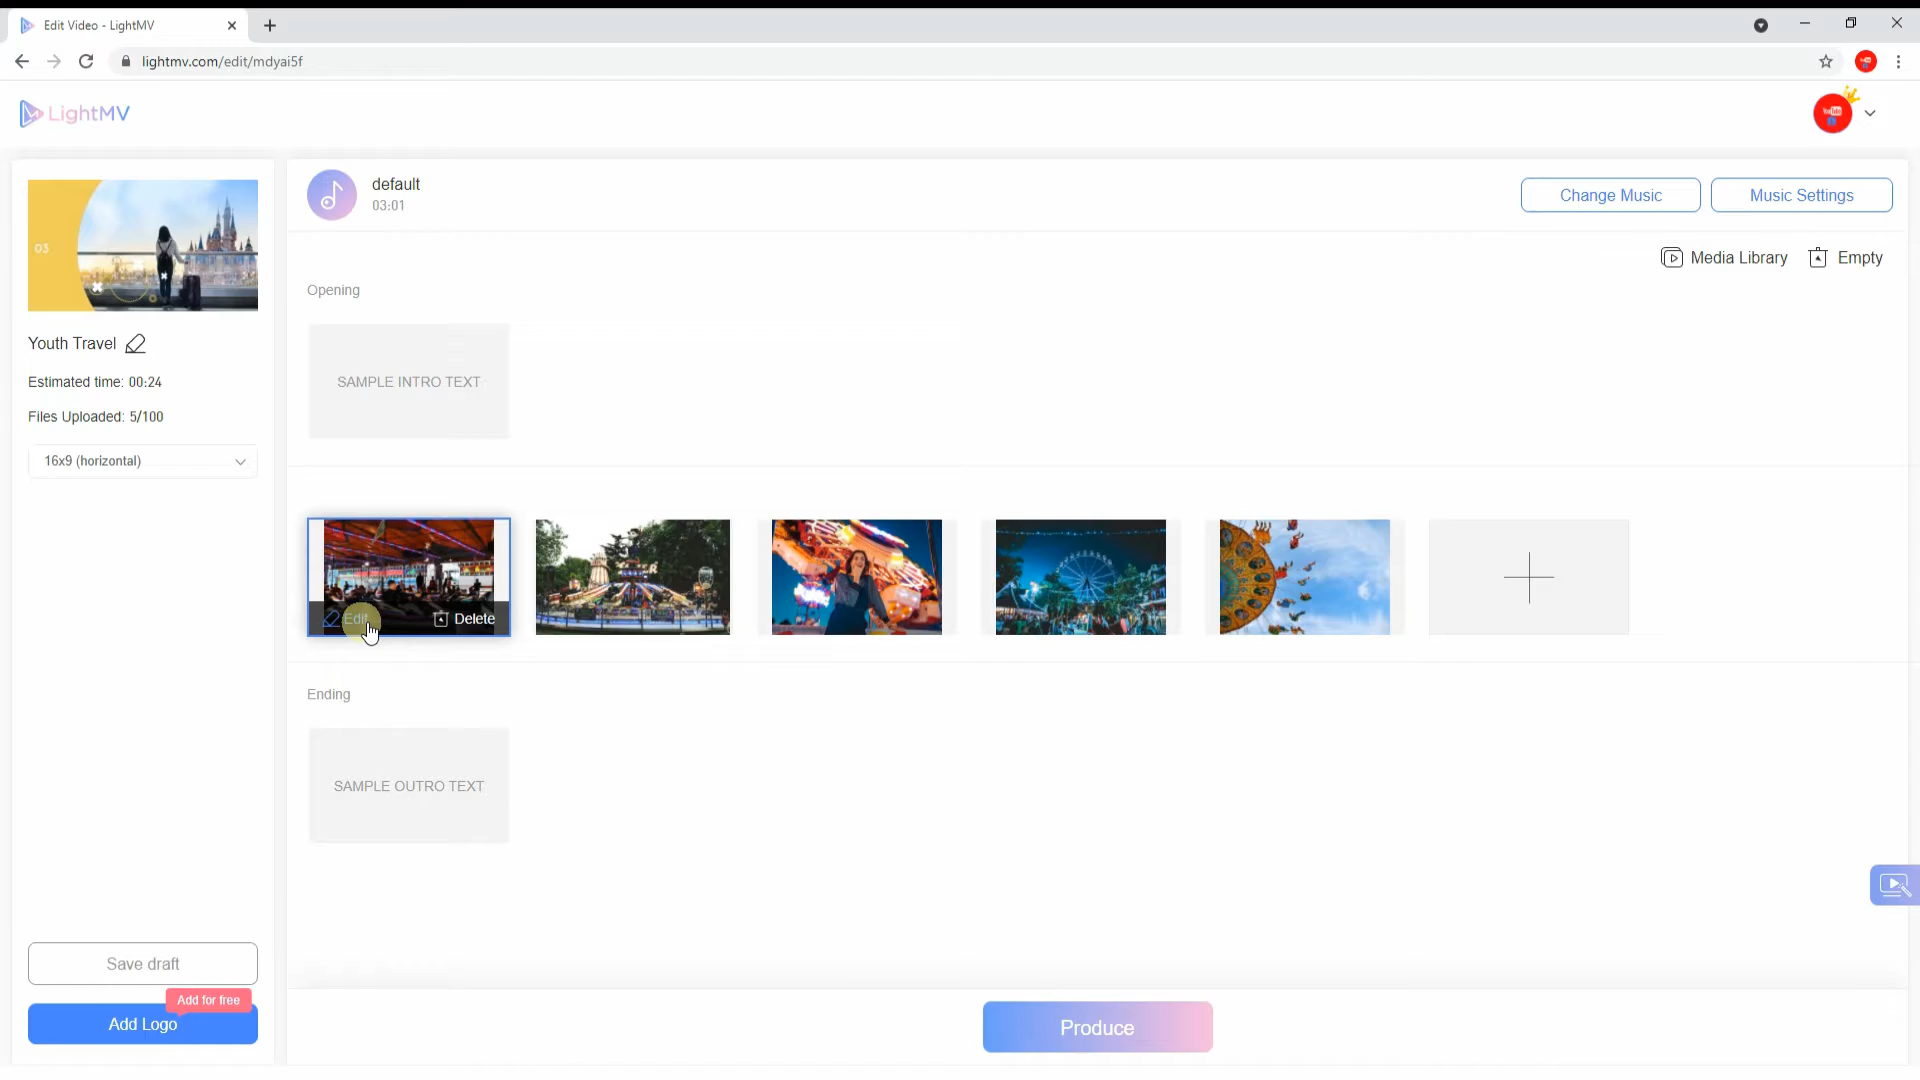 Edit Video - LightMV
lightmv.com/edit/mdyai5f
LightMV
03
Youth Travel
Estimated time: 00:24
Files Uploaded: 5/100
16x9 (horizontal)
Save draft
Add for free
Add Logo
default
03:01
Change Music
Music Settings
Media Library
Empty
Opening
SAMPLE INTRO TEXT
Edit
Delete
Ending
SAMPLE OUTRO TEXT
Produce